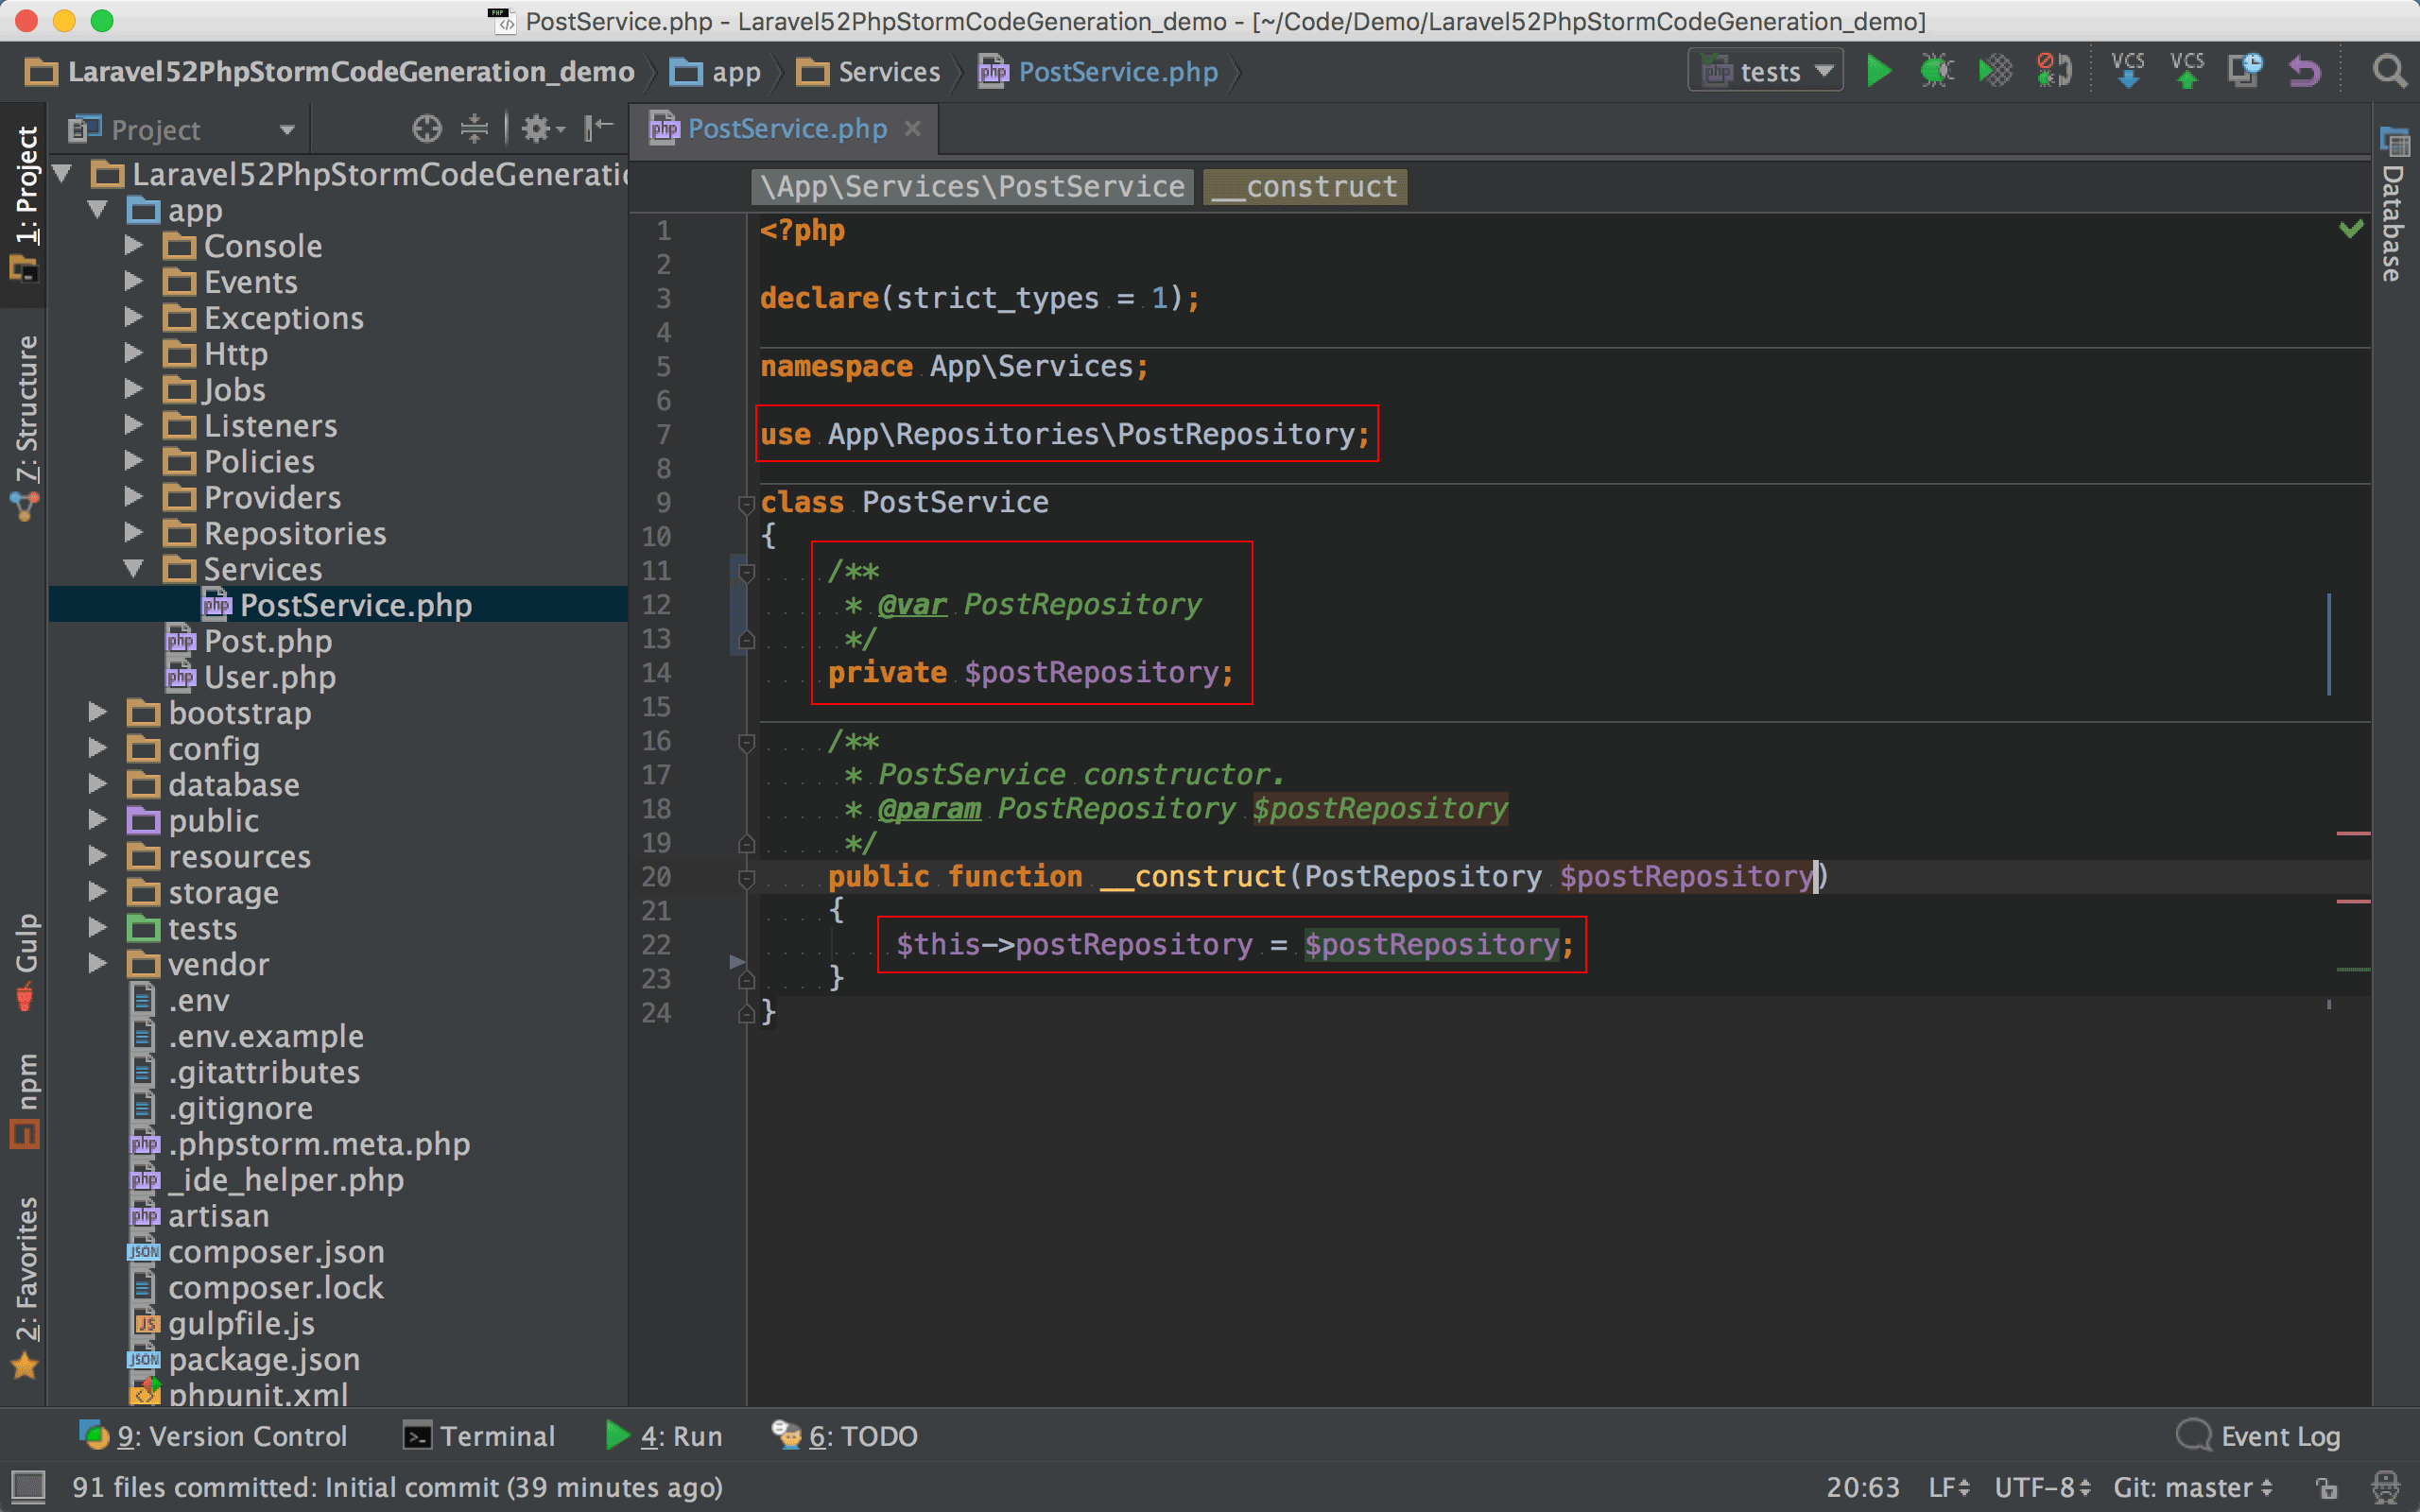 PostService.php - Laravel52PhpStormCodeGeneration_demo - [~/Code/Demo/Laravel52PhpStormCodeGeneration_demo]
Laravel52PhpStormCodeGeneration_demo app Services PostService.php tests VCS VCS
1: Project
7: Structure
Gulp
npm
2: Favorites
Project
Laravel52PhpStormCodeGeneratio
app
Console
Events
Exceptions
Http
Jobs
Listeners
Policies
Providers
Repositories
Services
PostService.php
Post.php
User.php
bootstrap
config
database
public
resources
storage
tests
vendor
.env
.env.example
.gitattributes
.gitignore
.phpstorm.meta.php
_ide_helper.php
artisan
composer.json
composer.lock
gulpfile.js
package.json
phpunit.xml
PostService.php
\App\Services\PostService __construct
1 <?php
2
3 declare(strict_types = 1);
4
5 namespace App\Services;
6
7 use App\Repositories\PostRepository;
8
9 class PostService
10 {
11 /**
12 * @var PostRepository
13 */
14 private $postRepository;
15
16 /**
17 * PostService constructor.
18 * @param PostRepository $postRepository
19 */
20 public function __construct(PostRepository $postRepository)
21 {
22 $this->postRepository = $postRepository;
23 }
24 }
Database
9: Version Control Terminal 4: Run 6: TODO Event Log
91 files committed: Initial commit (39 minutes ago) 20:63 LF UTF-8 Git: master